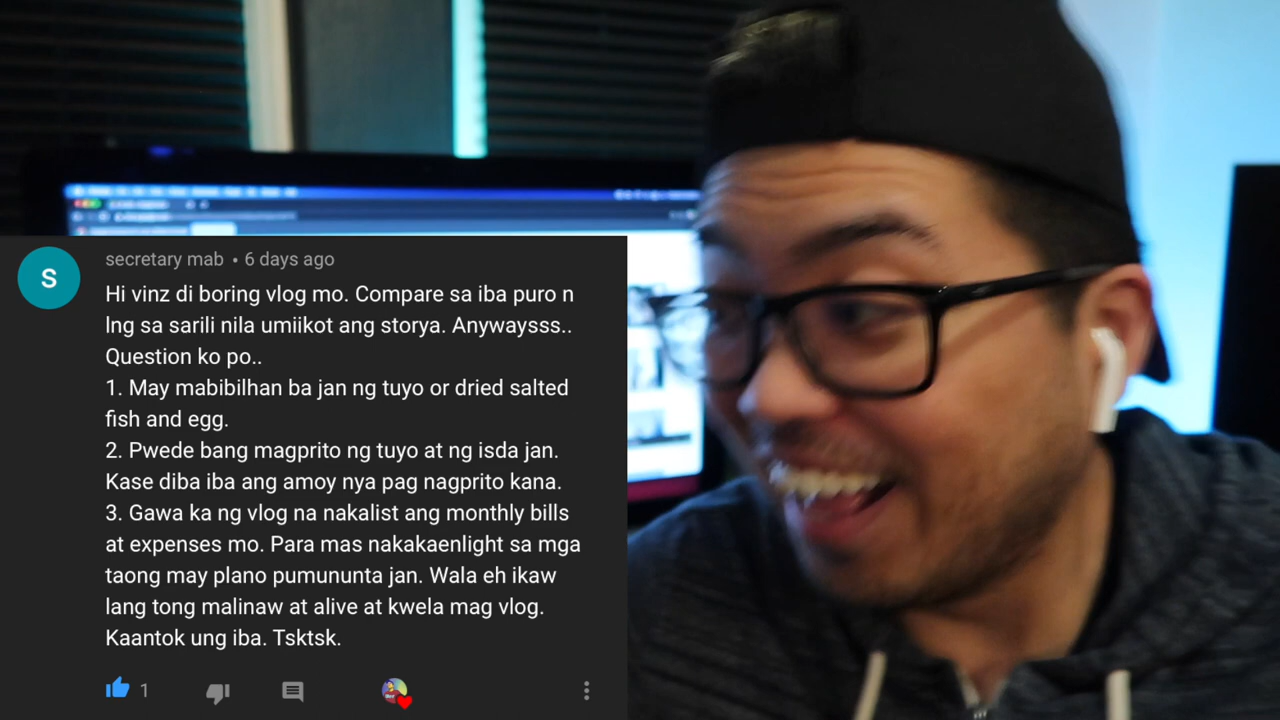 S
secretary mab • 6 days ago
Hi vinz di boring vlog mo. Compare sa iba puro n
lng sa sarili nila umiikot ang storya. Anywaysss..
Question ko po..
1. May mabibilhan ba jan ng tuyo or dried salted
fish and egg.
2. Pwede bang magprito ng tuyo at ng isda jan.
Kase diba iba ang amoy nya pag nagprito kana.
3. Gawa ka ng vlog na nakalist ang monthly bills
at expenses mo. Para mas nakakaenlight sa mga
taong may plano pumununta jan. Wala eh ikaw
lang tong malinaw at alive at kwela mag vlog.
Kaantok ung iba. Tsktsk.
1